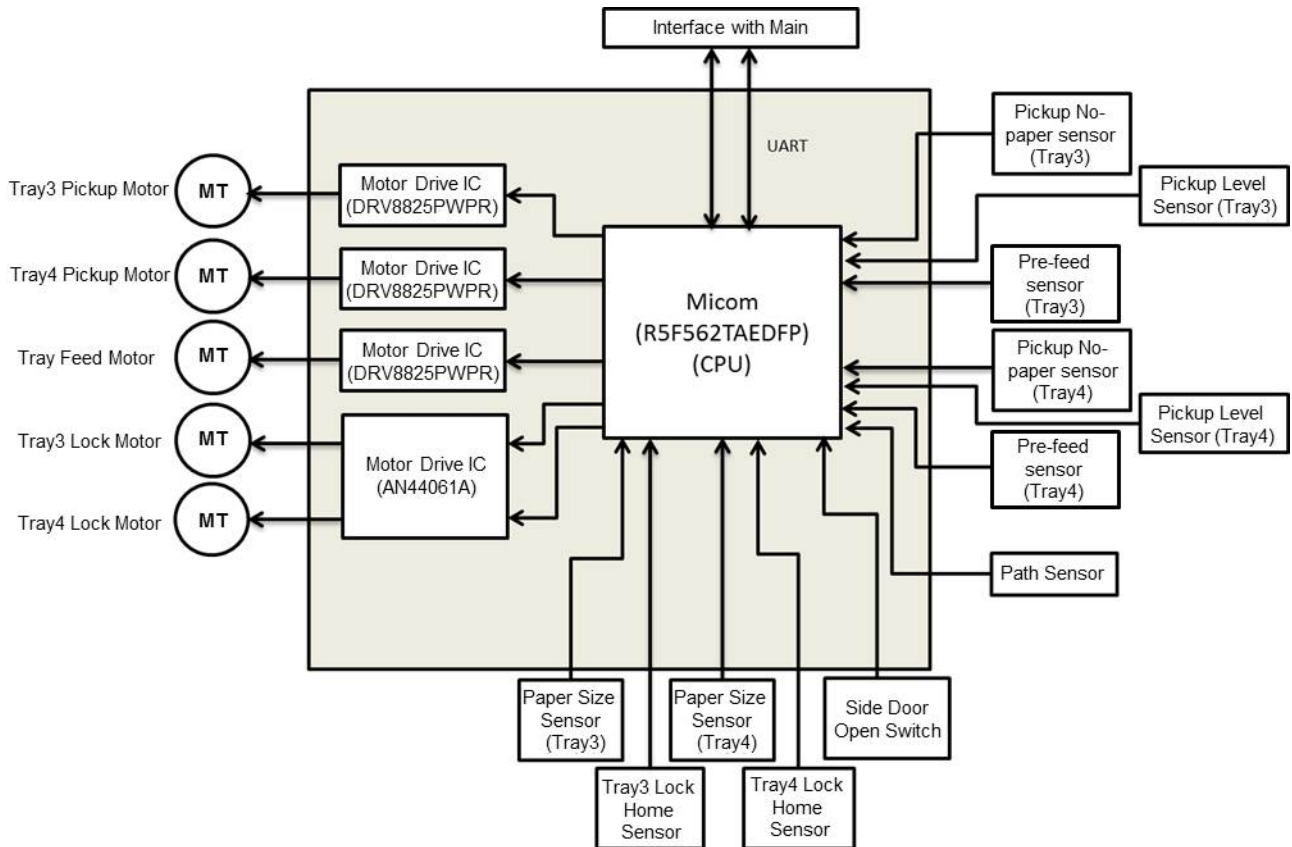 Interface with Main
UART
Tray3 Pickup Motor
MT
Motor Drive IC
(DRV8825PWPR)
Tray4 Pickup Motor
MT
Motor Drive IC
(DRV8825PWPR)
Tray Feed Motor
MT
Motor Drive IC
(DRV8825PWPR)
Tray3 Lock Motor
MT
Tray4 Lock Motor
MT
Motor Drive IC
(AN44061A)
Micom
(R5F562TAEDFP)
(CPU)
Pickup No-
paper sensor
(Tray3)
Pickup Level
Sensor (Tray3)
Pre-feed
sensor
(Tray3)
Pickup No-
paper sensor
(Tray4)
Pickup Level
Sensor (Tray4)
Pre-feed
sensor
(Tray4)
Path Sensor
Paper Size
Sensor
(Tray3)
Tray3 Lock
Home
Sensor
Paper Size
Sensor
(Tray4)
Tray4 Lock
Home
Sensor
Side Door
Open Switch